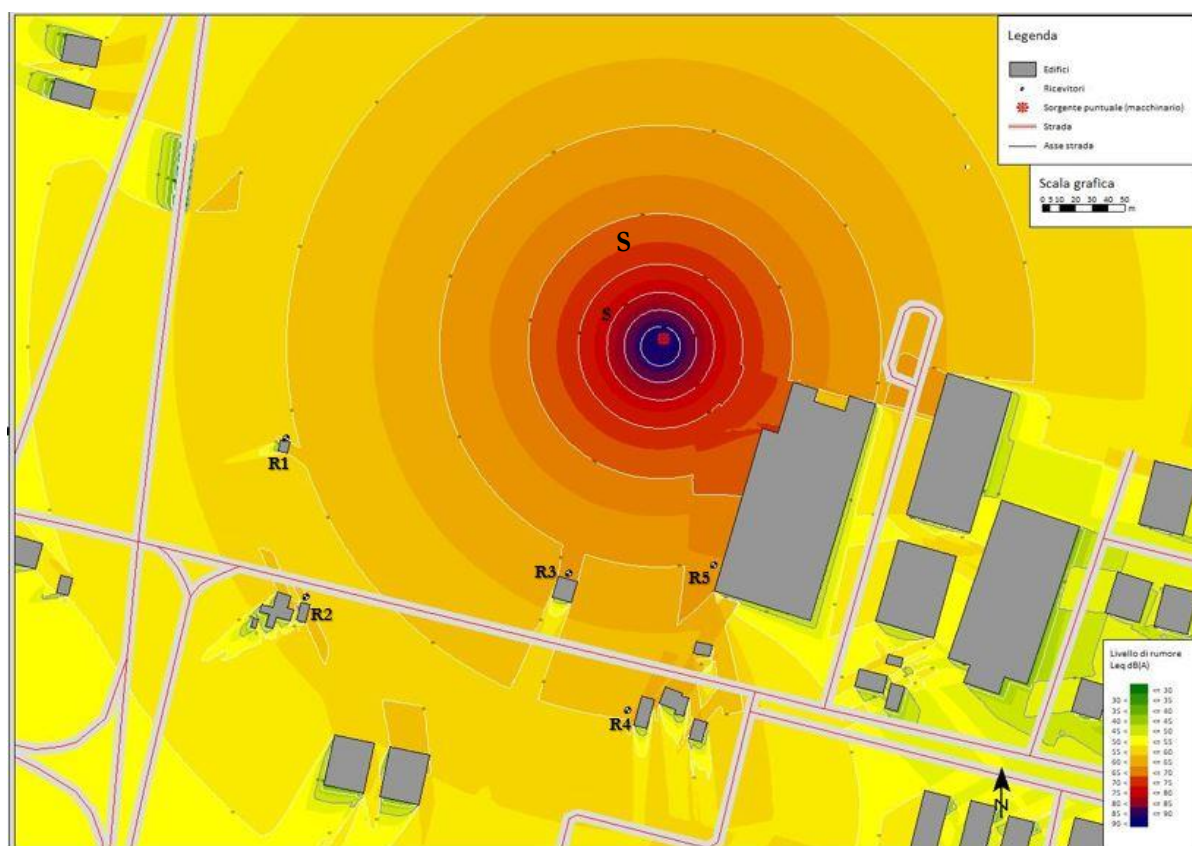 Legenda
Edifici
Ricevitori
Sorgente puntuale (macchinario)
Strada
Asse strada
Scala grafica
0 5 10 20 30 40 50
m
S
S
R1
R2
R3
R5
R4
N
Livello di rumore
Leq dB(A)
<= 30
30 < <= 35
35 < <= 40
40 < <= 45
45 < <= 50
50 < <= 55
55 < <= 60
60 < <= 65
65 < <= 70
70 < <= 75
75 < <= 80
80 < <= 85
85 < <= 90
90 <